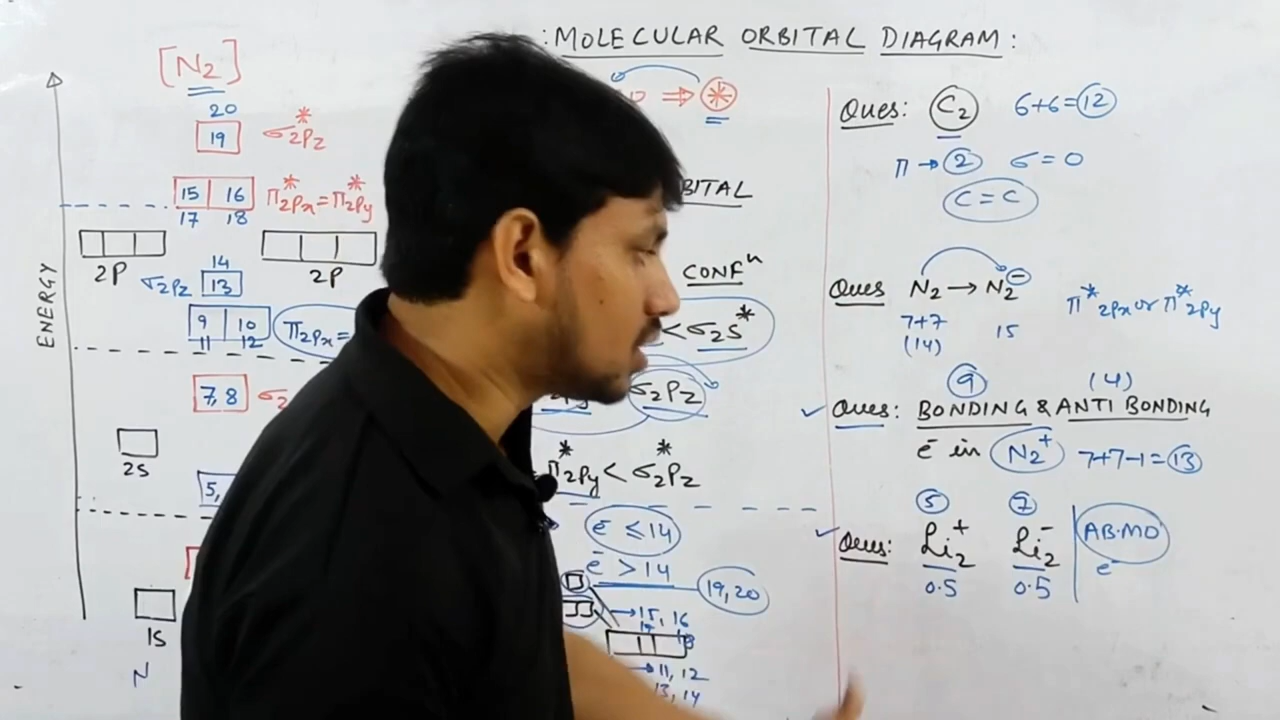 : MOLECULAR ORBITAL DIAGRAM :
[N₂]
20
19 σ*2Pz
15 16 π*2Px = π*2Py
17 18
2P 2P
14
σ2Pz 13
9 10 π2Px =
11 12
ENERGY
7,8
2S
5,
1S
N
⇒ *
CONFⁿ
< σ2S*
σ2Pz
π*2Py < σ*2Pz
ē ≤ 14
ē > 14
19,20
→ 15, 16
17 18
→ 11, 12
13, 14
Ques: C₂ 6+6=12
π → 2 σ = 0
C = C
Ques N₂ → N₂⊖ π*2Px or π*2Py
7+7 15
(14)
9 (4)
Ques: BONDING & ANTI BONDING
ē in N₂⁺ 7+7-1=13
5 7
Ques: Li₂⁺ Li₂⁻ AB.MO
0.5 0.5 ē